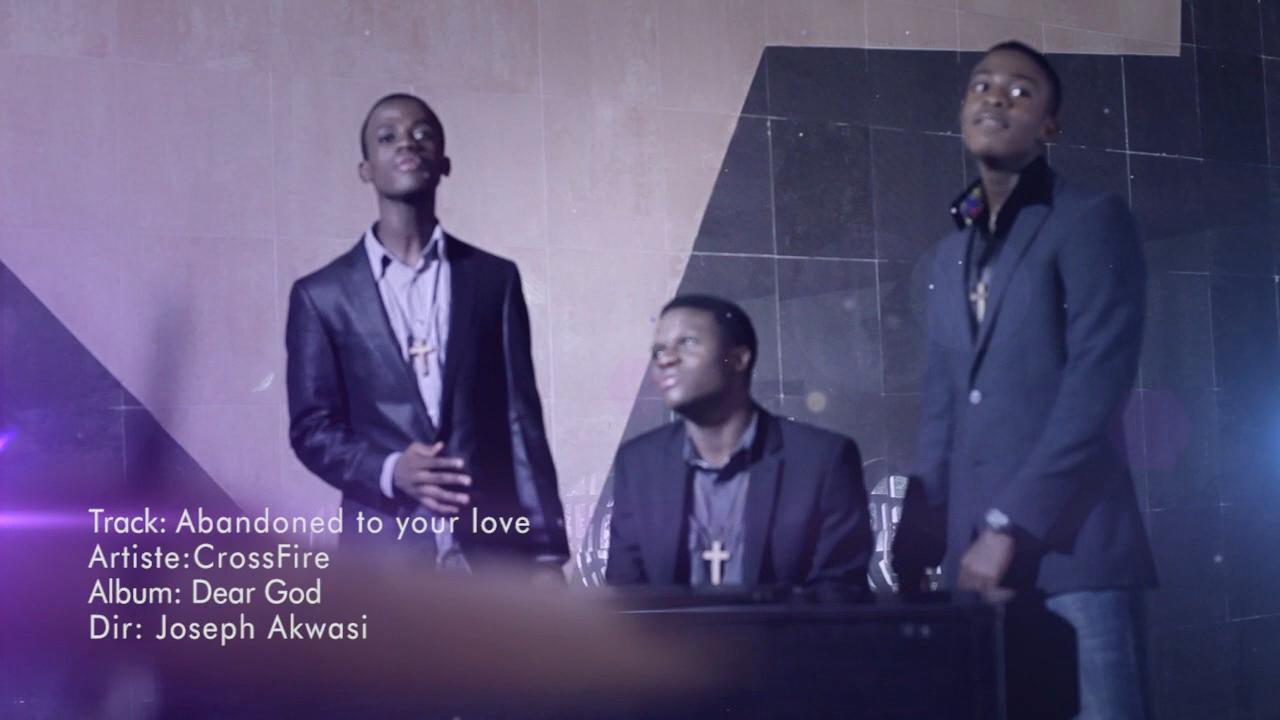 Track: Abandoned to your love
Artiste:CrossFire
Album: Dear God
Dir: Joseph Akwasi